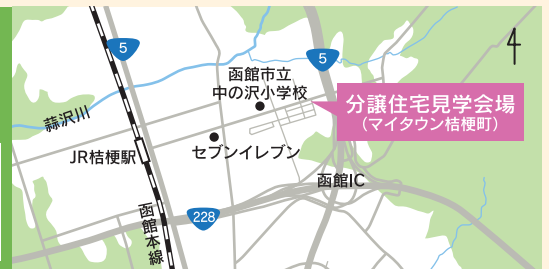 5
5
4
函館市立
中の沢小学校
分譲住宅見学会場
(マイタウン桔梗町)
蒜沢川
JR桔梗駅
セブンイレブン
函館IC
函館本線
228